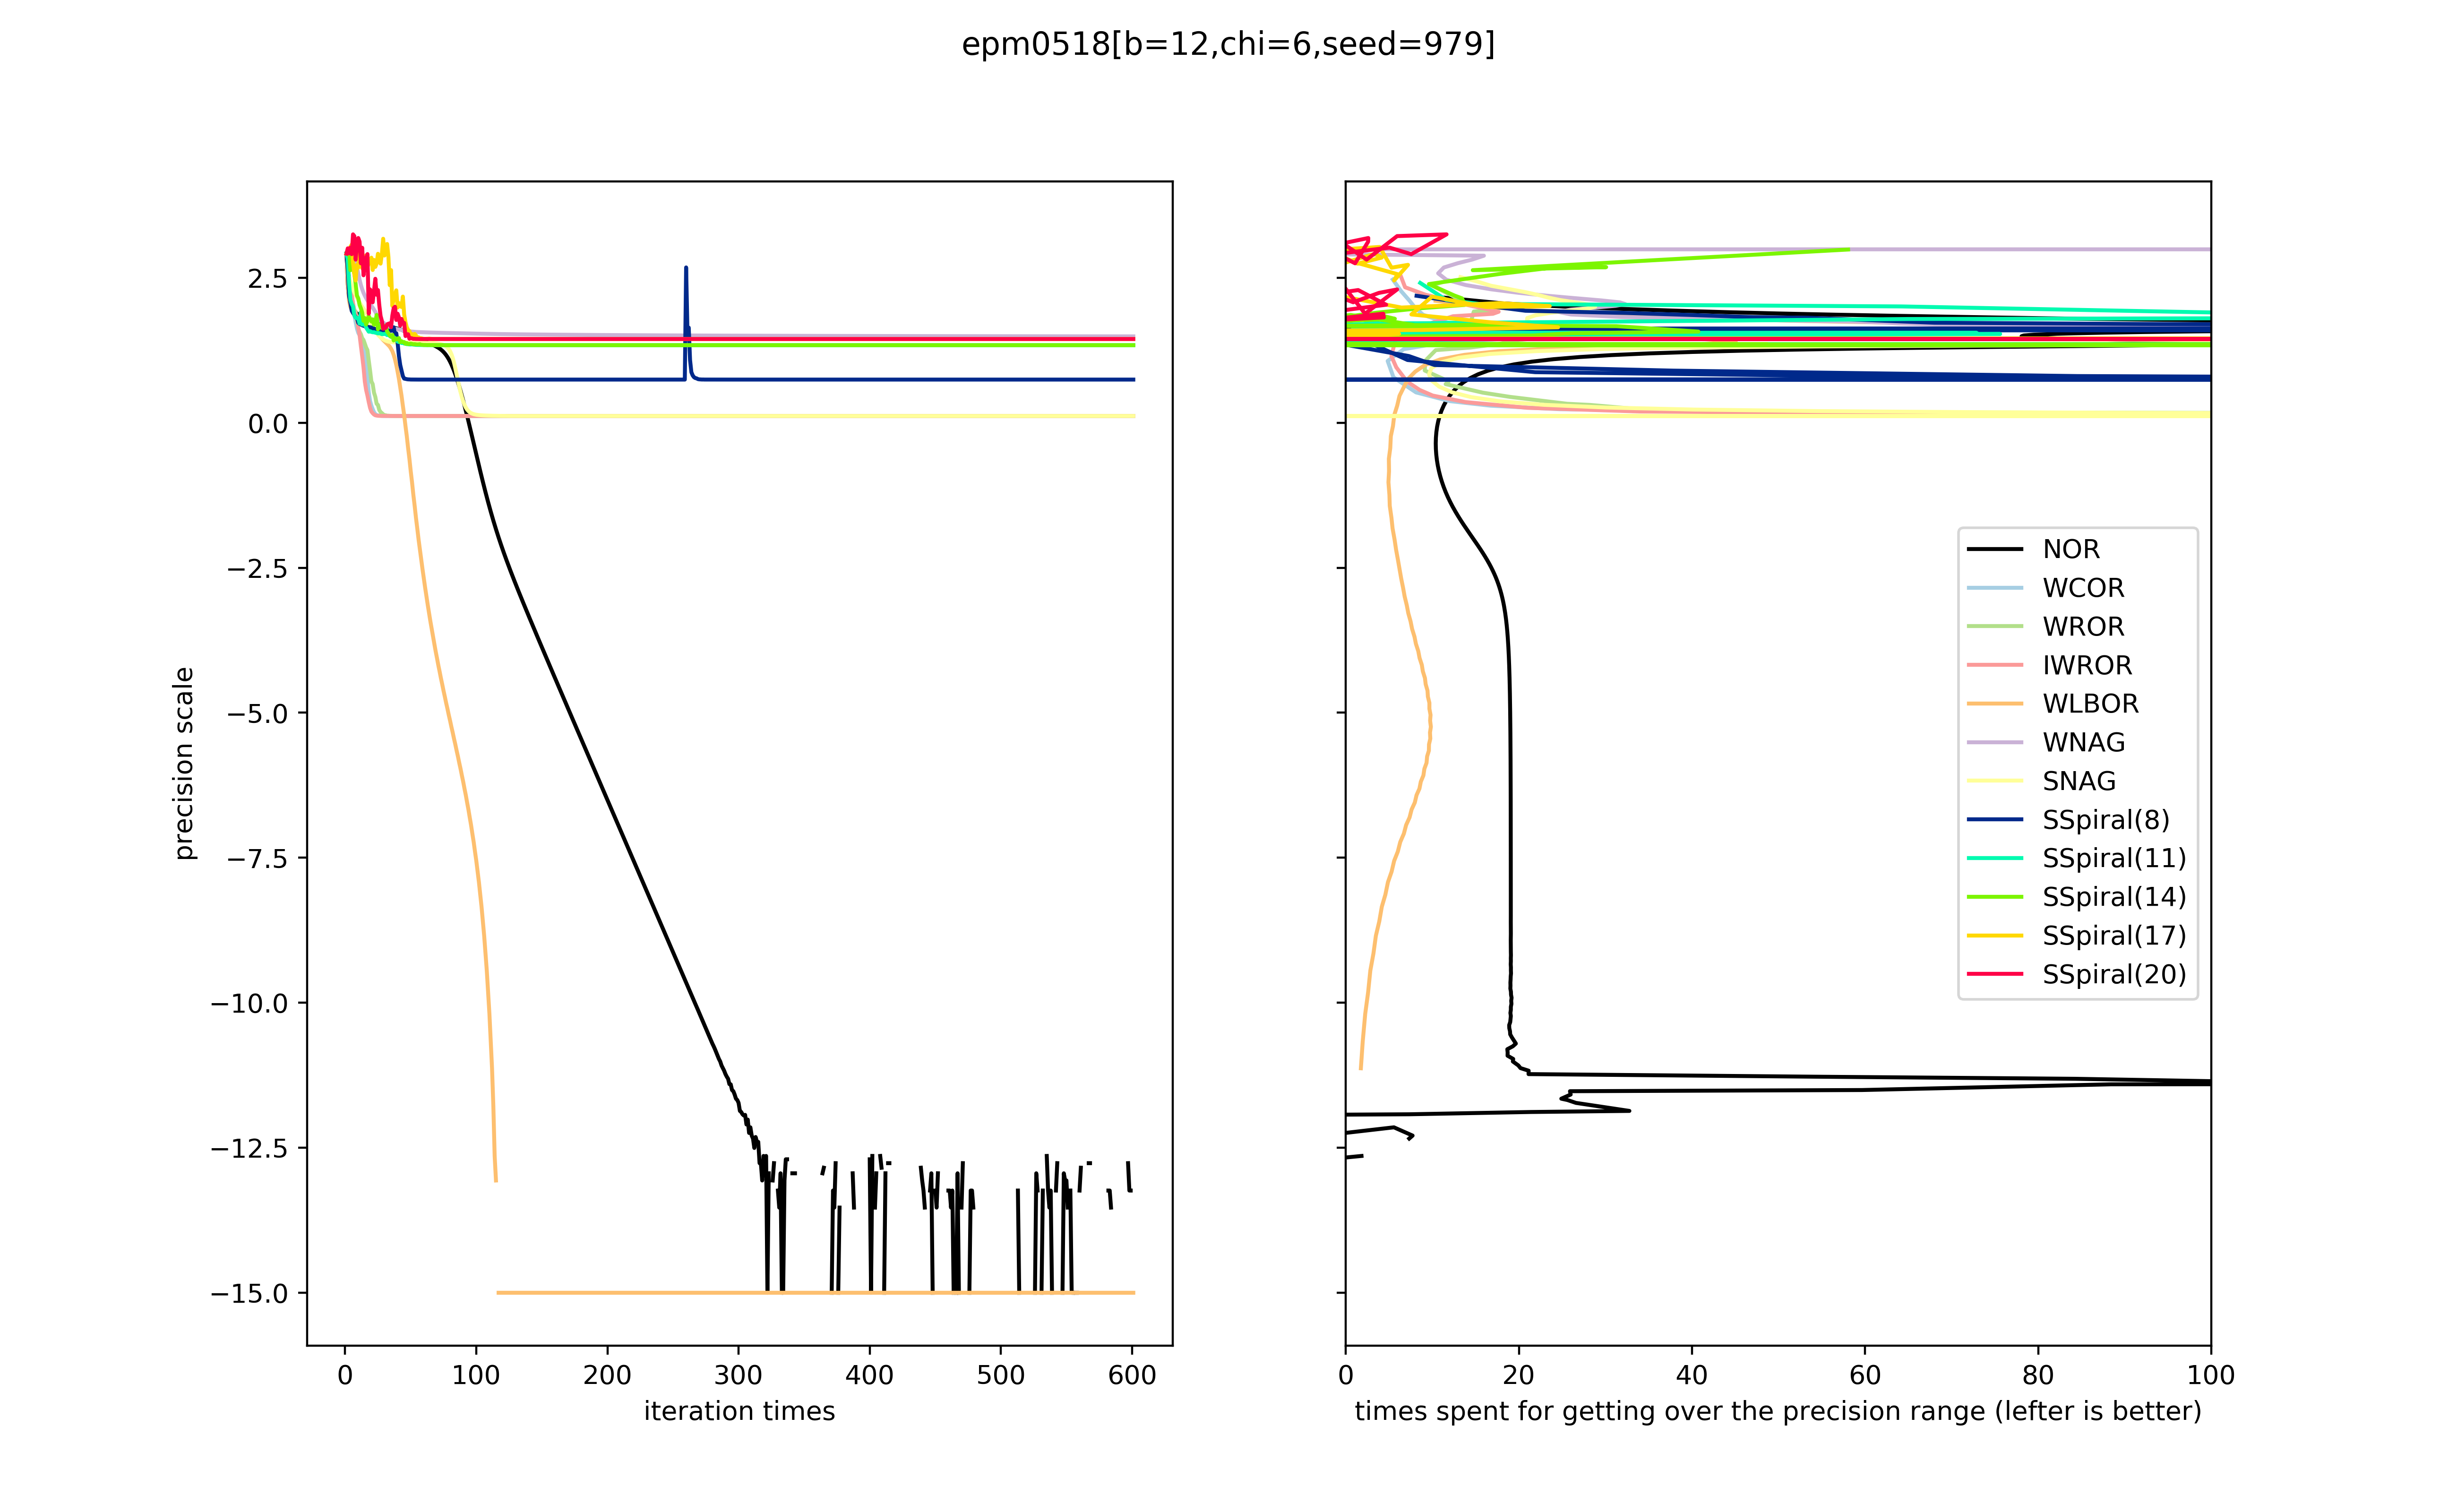 epm0518[b=12,chi=6,seed=979]
precision scale
2.5
0.0
−2.5
−5.0
−7.5
−10.0
−12.5
−15.0
0 100 200 300 400 500 600
iteration times
NOR
WCOR
WROR
IWROR
WLBOR
WNAG
SNAG
SSpiral(8)
SSpiral(11)
SSpiral(14)
SSpiral(17)
SSpiral(20)
0 20 40 60 80 100
times spent for getting over the precision range (lefter is better)